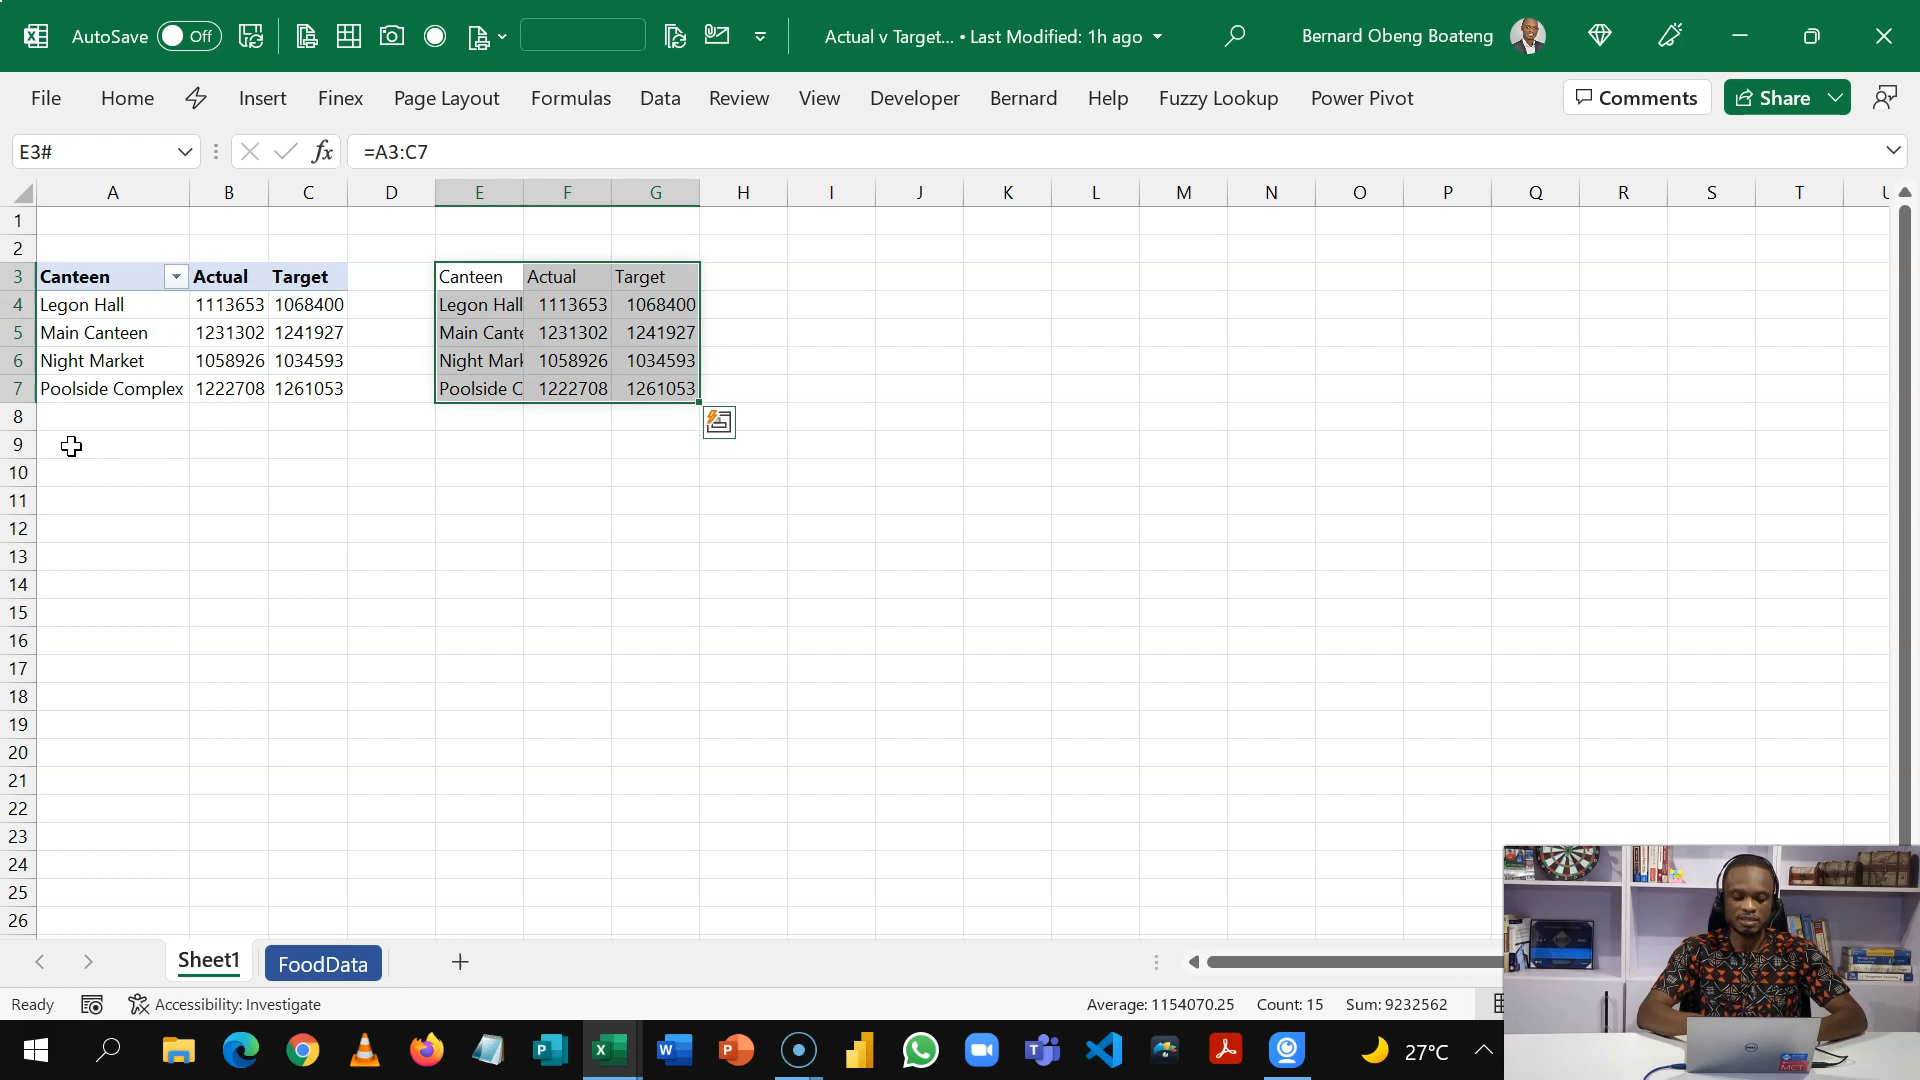 AutoSave Off Actual v Target... • Last Modified: 1h ago Bernard Obeng Boateng
File Home Insert Finex Page Layout Formulas Data Review View Developer Bernard Help Fuzzy Lookup Power Pivot Comments Share
E3# fx =A3:C7
A B C D E F G H I J K L M N O P Q R S T U
1
2
3 Canteen Actual Target Canteen Actual Target
4 Legon Hall 1113653 1068400 Legon Hall 1113653 1068400
5 Main Canteen 1231302 1241927 Main Cante 1231302 1241927
6 Night Market 1058926 1034593 Night Mark 1058926 1034593
7 Poolside Complex 1222708 1261053 Poolside C 1222708 1261053
8
9
10
11
12
13
14
15
16
17
18
19
20
21
22
23
24
25
26
Sheet1 FoodData
Ready Accessibility: Investigate Average: 1154070.25 Count: 15 Sum: 9232562
27°C